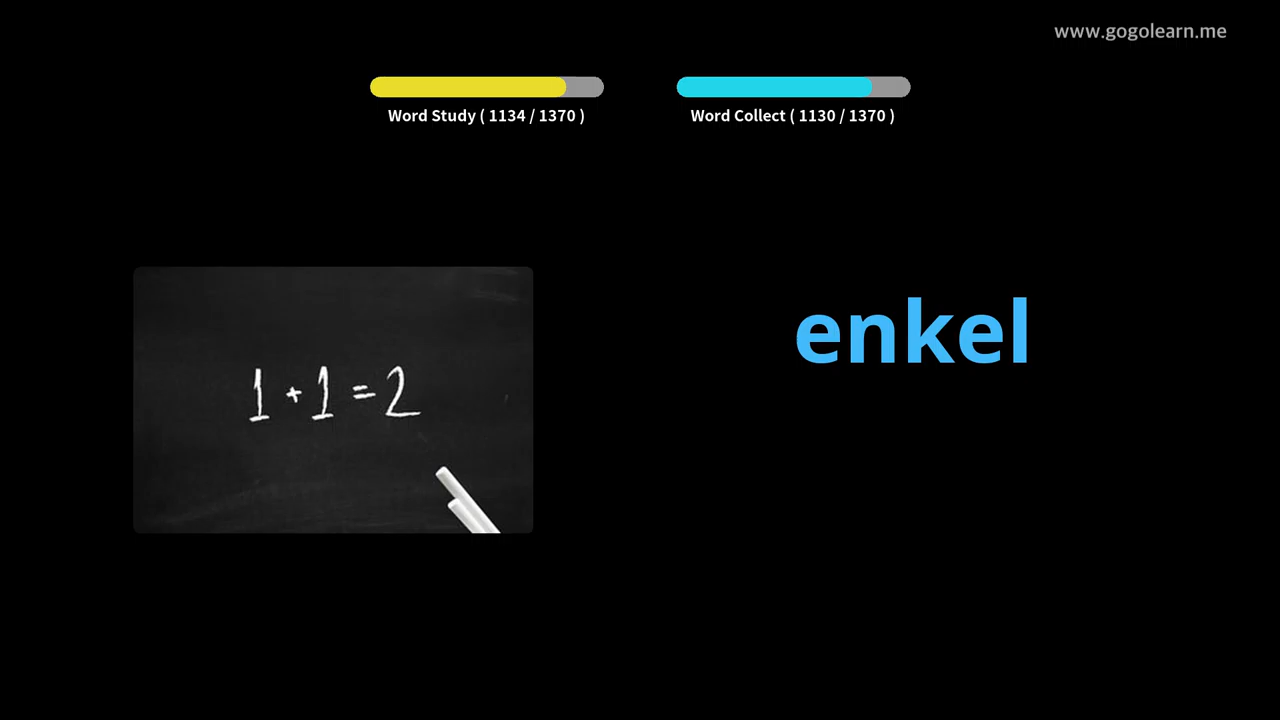 www.gogolearn.me
Word Study ( 1134 / 1370 )
Word Collect ( 1130 / 1370 )
enkel
1 + 1 = 2